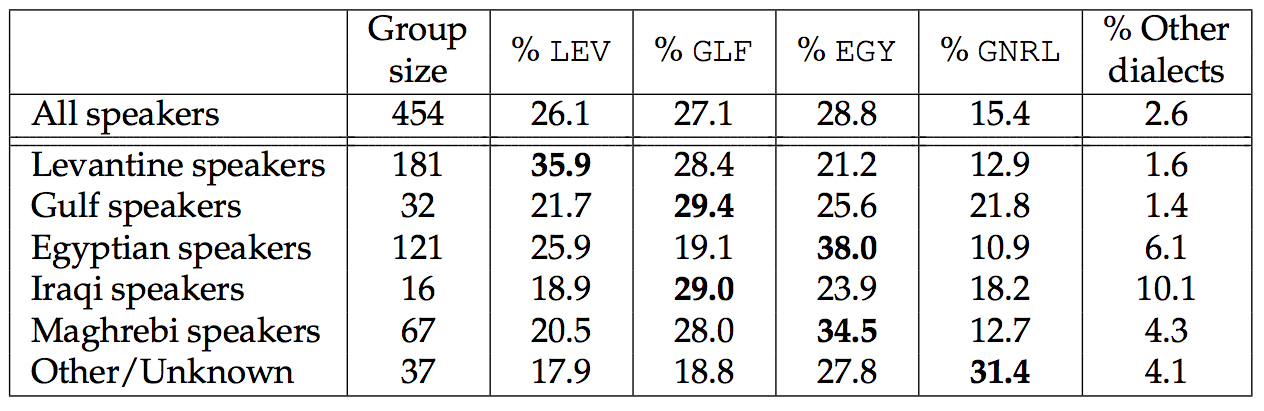 Group size % LEV % GLF % EGY % GNRL % Other dialects
All speakers 454 26.1 27.1 28.8 15.4 2.6
Levantine speakers 181 35.9 28.4 21.2 12.9 1.6
Gulf speakers 32 21.7 29.4 25.6 21.8 1.4
Egyptian speakers 121 25.9 19.1 38.0 10.9 6.1
Iraqi speakers 16 18.9 29.0 23.9 18.2 10.1
Maghrebi speakers 67 20.5 28.0 34.5 12.7 4.3
Other/Unknown 37 17.9 18.8 27.8 31.4 4.1